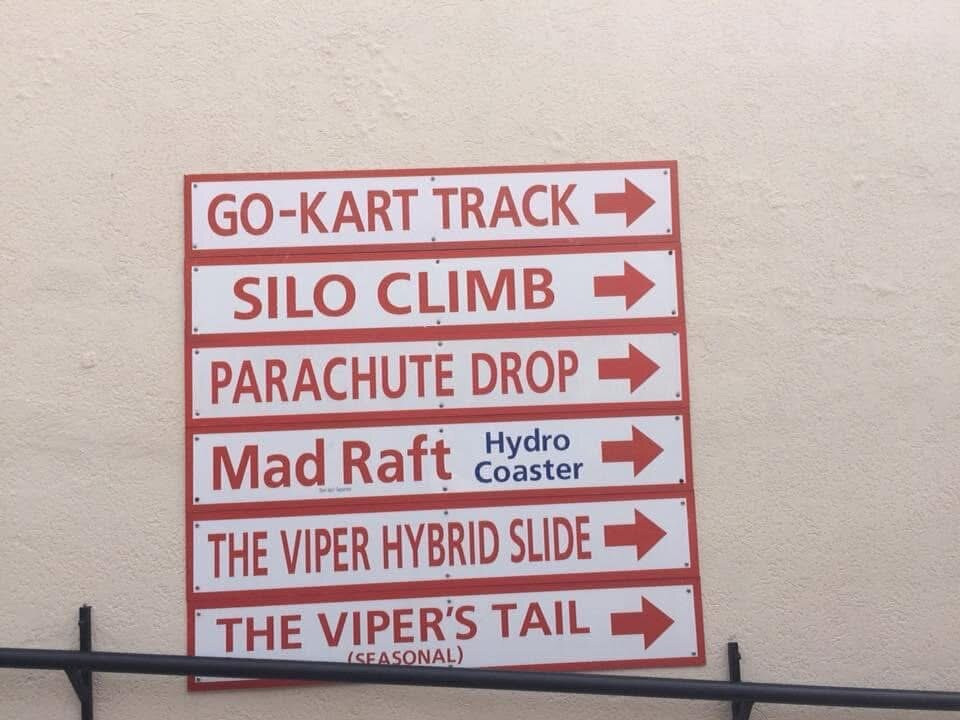 GO-KART TRACK
SILO CLIMB
PARACHUTE DROP
Mad Raft Hydro
Coaster
THE VIPER HYBRID SLIDE
THE VIPER'S TAIL
(SEASONAL)